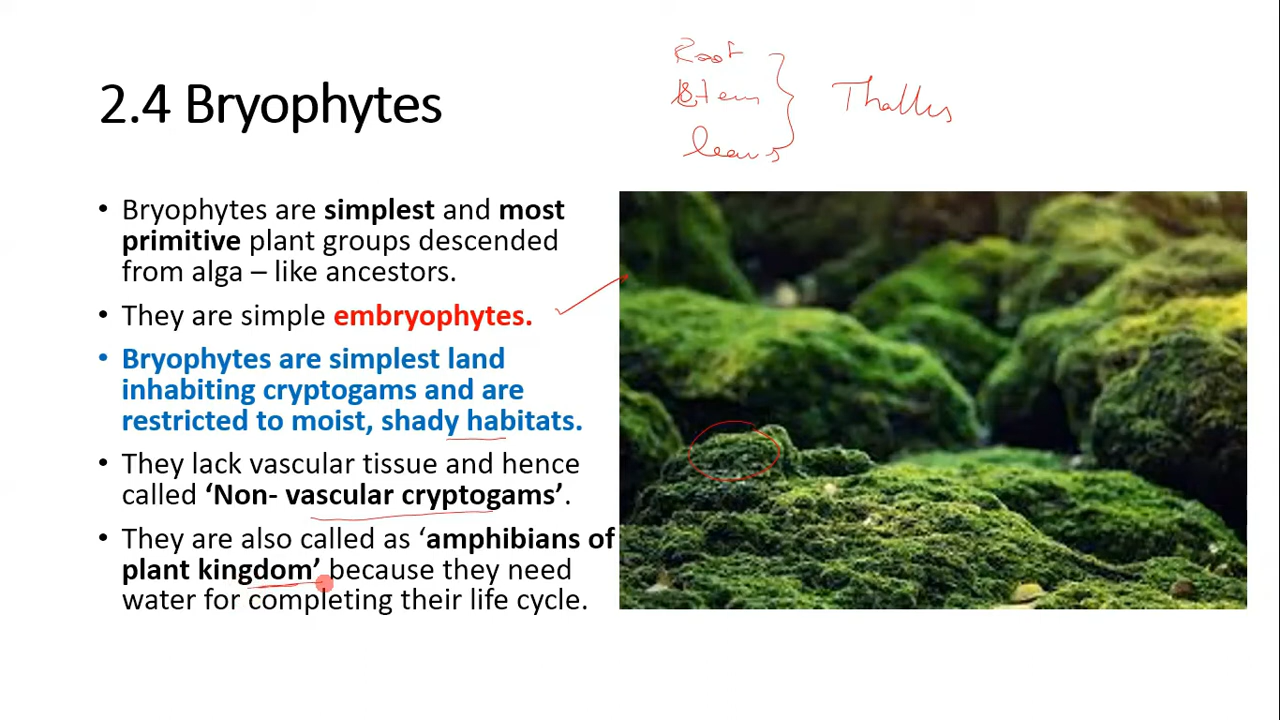 Root
Stem
leaves
Thallus
2.4 Bryophytes
• Bryophytes are simplest and most
primitive plant groups descended
from alga – like ancestors.
• They are simple embryophytes.
• Bryophytes are simplest land
inhabiting cryptogams and are
restricted to moist, shady habitats.
• They lack vascular tissue and hence
called ‘Non- vascular cryptogams’.
• They are also called as ‘amphibians of
plant kingdom’ because they need
water for completing their life cycle.